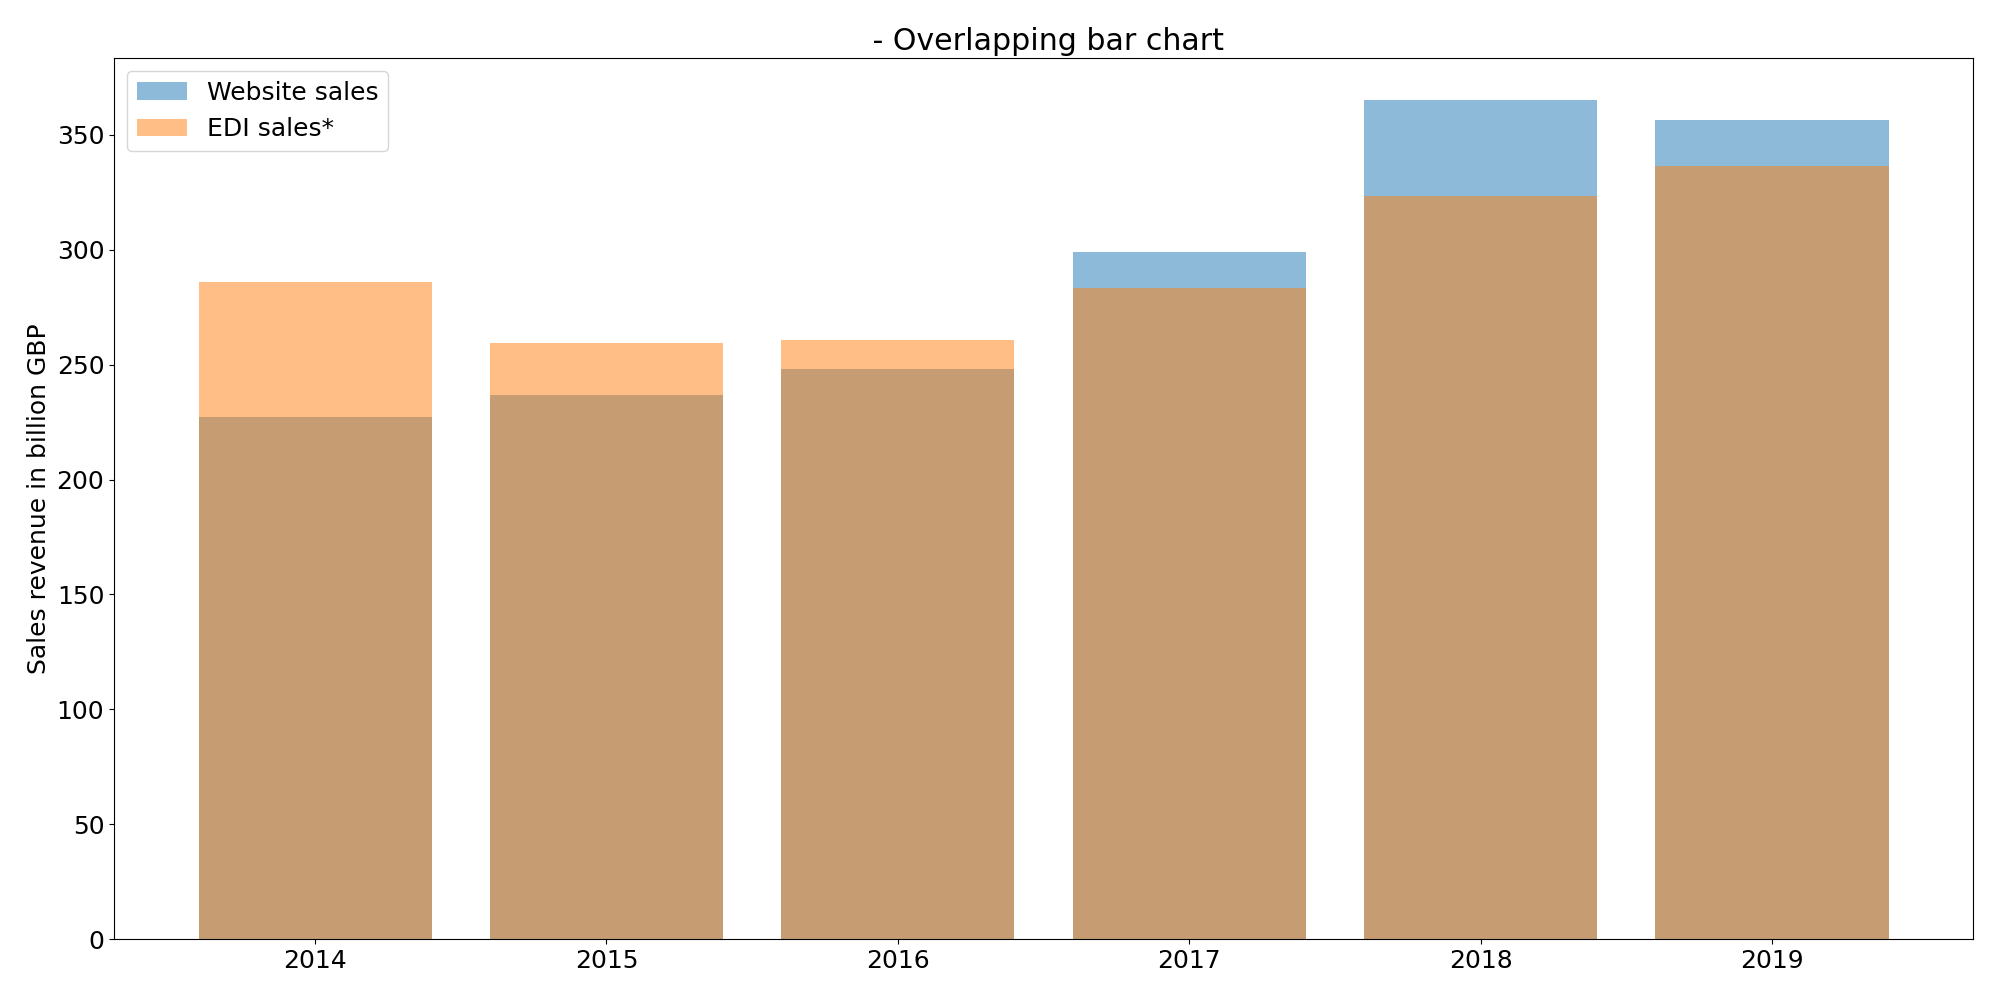 - Overlapping bar chart
Website sales
EDI sales*
Sales revenue in billion GBP
350
300
250
200
150
100
50
0
2014 2015 2016 2017 2018 2019